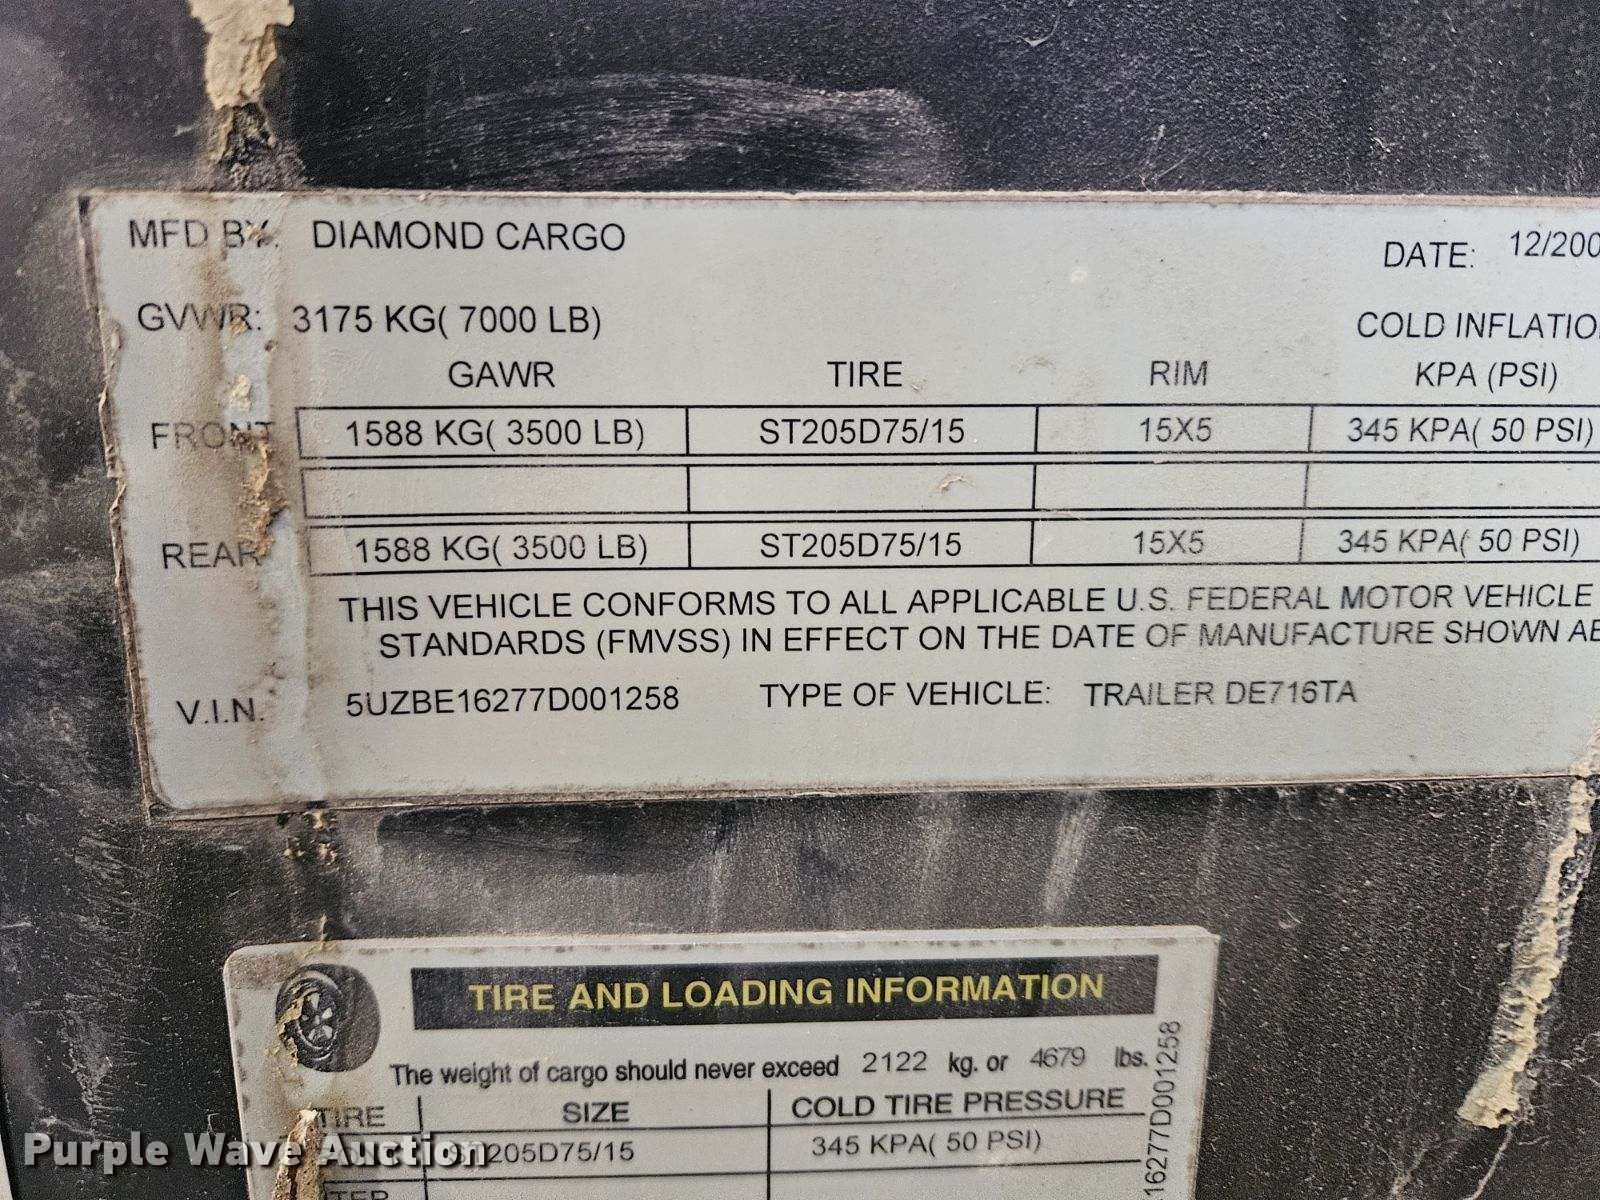 MFD BY: DIAMOND CARGO
DATE: 12/200
GVWR: 3175 KG( 7000 LB)
COLD INFLATIO
GAWR TIRE RIM KPA (PSI)
FRONT 1588 KG( 3500 LB) ST205D75/15 15X5 345 KPA( 50 PSI)
REAR 1588 KG( 3500 LB) ST205D75/15 15X5 345 KPA( 50 PSI)
THIS VEHICLE CONFORMS TO ALL APPLICABLE U.S. FEDERAL MOTOR VEHICLE
STANDARDS (FMVSS) IN EFFECT ON THE DATE OF MANUFACTURE SHOWN AB
V.I.N. 5UZBE16277D001258 TYPE OF VEHICLE: TRAILER DE716TA
TIRE AND LOADING INFORMATION
The weight of cargo should never exceed 2122 kg. or 4679 lbs.
TIRE SIZE COLD TIRE PRESSURE
ST205D75/15 345 KPA( 50 PSI)
16277D001258
Purple Wave Auction